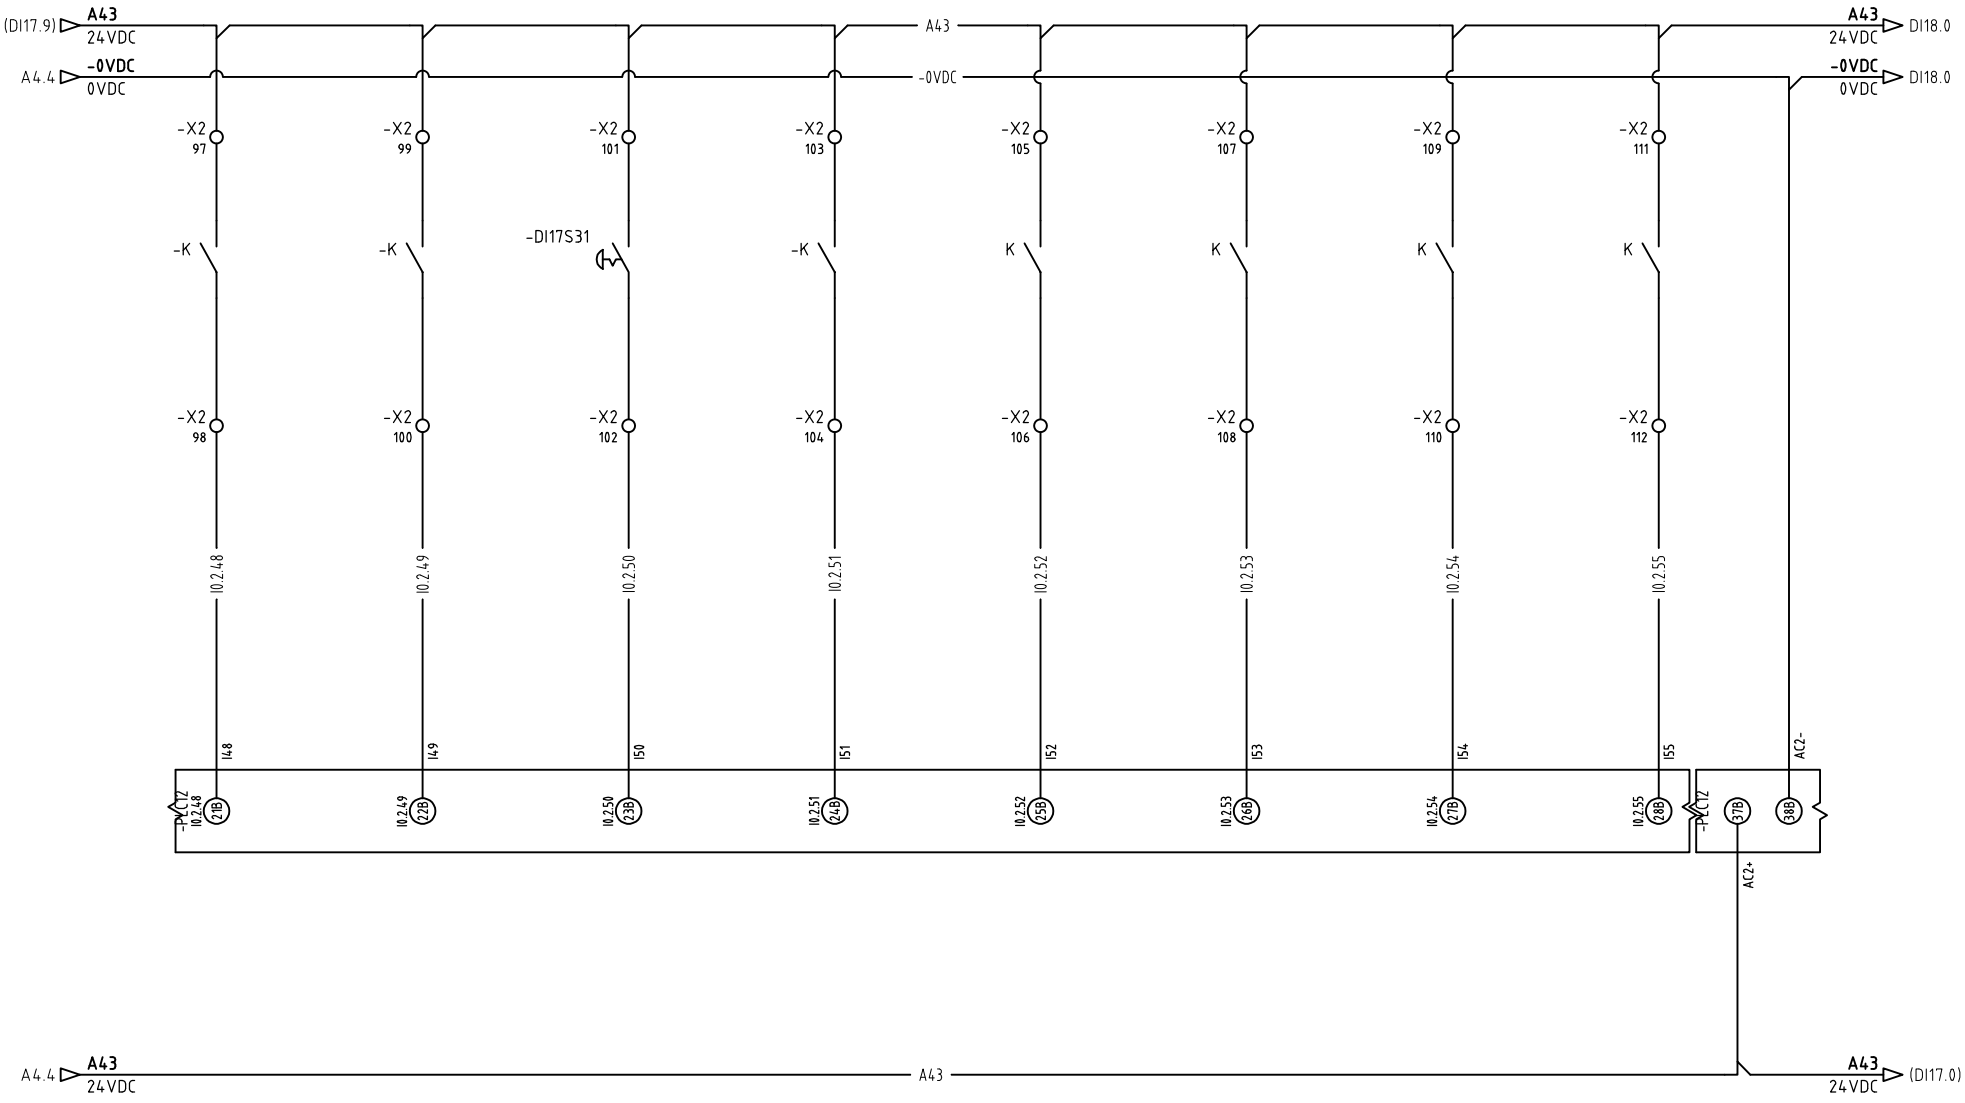 (DI17.9) A43 A43 A43 DI18.0
24VDC 24VDC
A4.4 -0VDC -0VDC -0VDC DI18.0
0VDC 0VDC
-X2 -X2 -X2 -X2 -X2 -X2 -X2 -X2
97 99 101 103 105 107 109 111
-K -K -DI17S31 -K K K K K
-X2 -X2 -X2 -X2 -X2 -X2 -X2 -X2
98 100 102 104 106 108 110 112
I0.2.48 I0.2.49 I0.2.50 I0.2.51 I0.2.52 I0.2.53 I0.2.54 I0.2.55
I48 I49 I50 I51 I52 I53 I54 I55 AC2-
-PLC12 I0.2.48 21B I0.2.49 22B I0.2.50 23B I0.2.51 24B I0.2.52 25B I0.2.53 26B I0.2.54 27B I0.2.55 28B -PLC12 37B 38B
AC2+
A4.4 A43 A43 A43 (DI17.0)
24VDC 24VDC